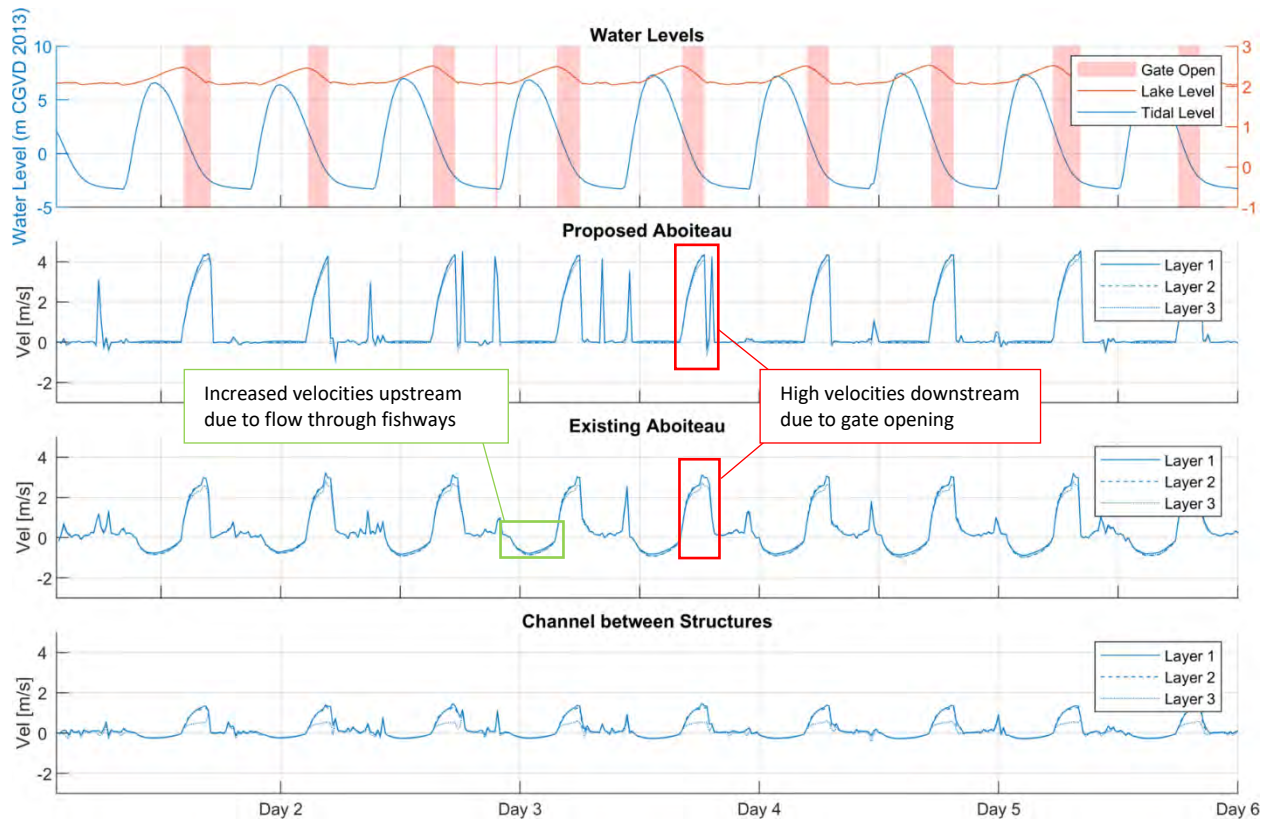 Water Levels
Water Level (m CGVD 2013)
10
5
0
-5
3
2
1
0
-1
Gate Open
Lake Level
Tidal Level
Proposed Aboiteau
Vel [m/s]
4
2
0
-2
Layer 1
Layer 2
Layer 3
Increased velocities upstream
due to flow through fishways
High velocities downstream
due to gate opening
Existing Aboiteau
Vel [m/s]
4
2
0
-2
Layer 1
Layer 2
Layer 3
Channel between Structures
Vel [m/s]
4
2
0
-2
Layer 1
Layer 2
Layer 3
Day 2
Day 3
Day 4
Day 5
Day 6